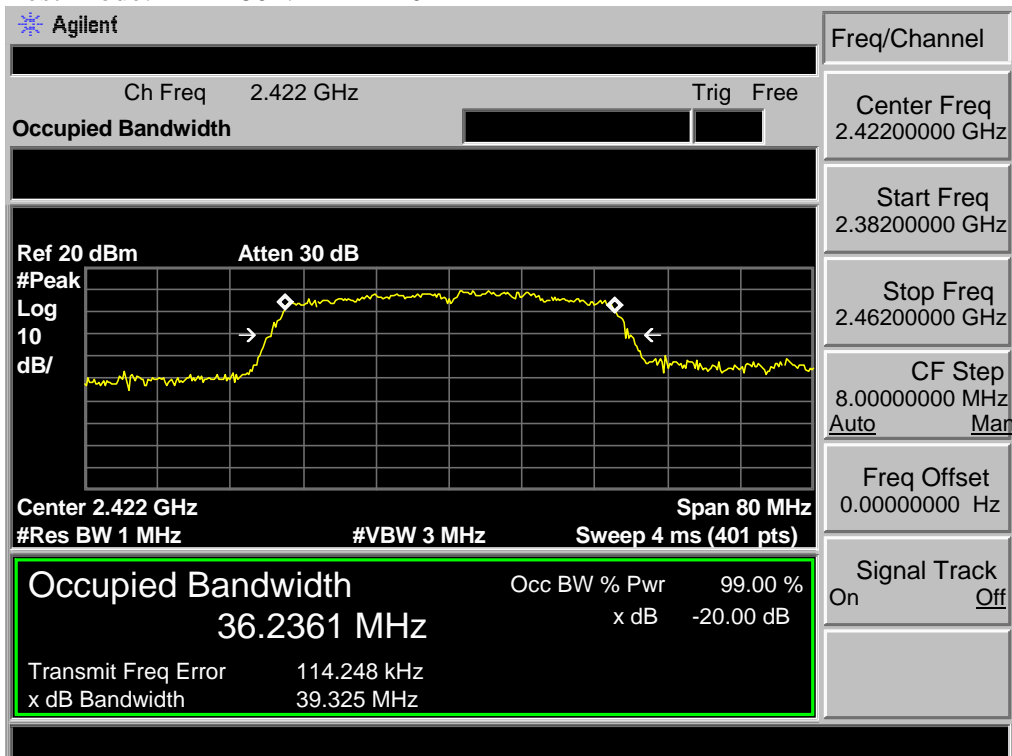 Agilent
Freq/Channel
Ch Freq 2.422 GHz Trig Free
Occupied Bandwidth
Center Freq
2.42200000 GHz
Start Freq
2.38200000 GHz
Ref 20 dBm Atten 30 dB
#Peak
Log
10
dB/
Stop Freq
2.46200000 GHz
CF Step
8.00000000 MHz
Auto Man
Freq Offset
0.00000000 Hz
Center 2.422 GHz Span 80 MHz
#Res BW 1 MHz #VBW 3 MHz Sweep 4 ms (401 pts)
Signal Track
On Off
Occupied Bandwidth Occ BW % Pwr 99.00 %
36.2361 MHz x dB -20.00 dB
Transmit Freq Error 114.248 kHz
x dB Bandwidth 39.325 MHz